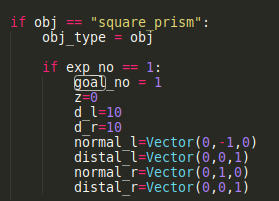 if obj == "square_prism":
    obj_type = obj

    if exp_no == 1:
        goal_no = 1
        z=0
        d_l=10
        d_r=10
        normal_l=Vector(0,-1,0)
        distal_l=Vector(0,0,1)
        normal_r=Vector(0,1,0)
        distal_r=Vector(0,0,1)